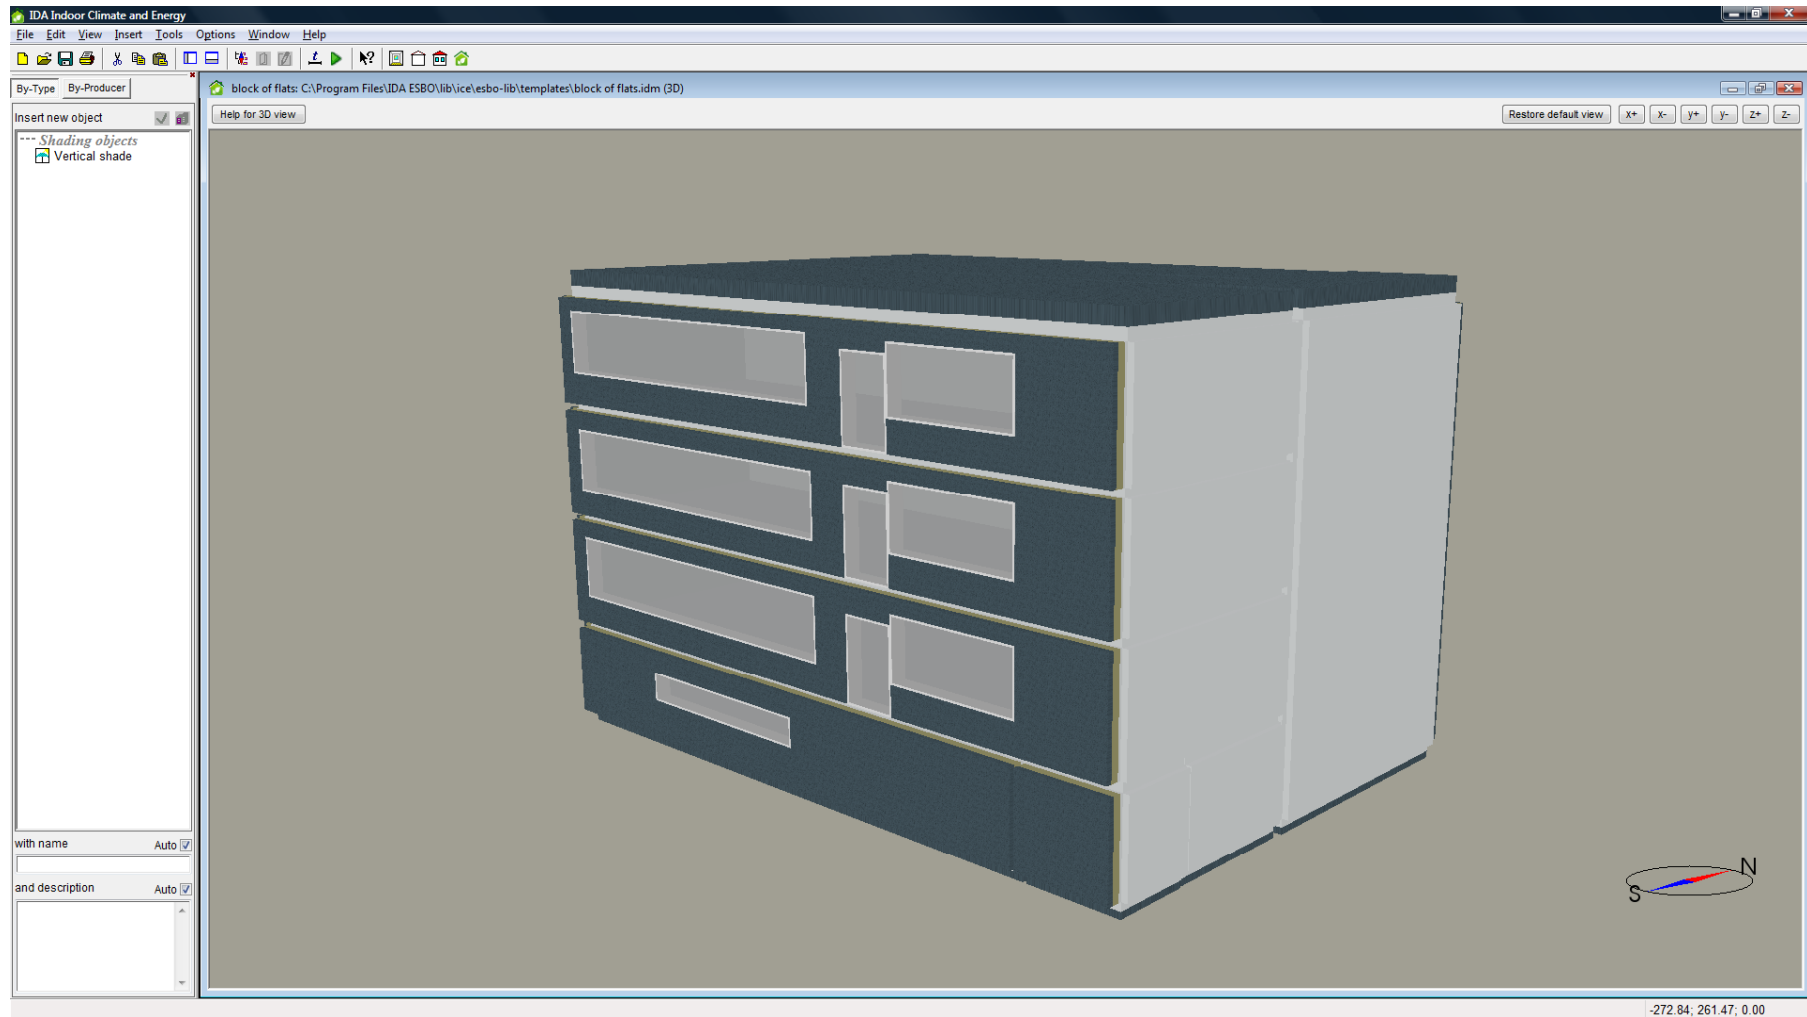 IDA Indoor Climate and Energy
File Edit View Insert Tools Options Window Help
By-Type By-Producer
block of flats: C:\Program Files\IDA ESBO\lib\ice\esbo-lib\templates\block of flats.idm (3D)
Help for 3D view
Restore default view x+ x- y+ y- z+ z-
Insert new object
--- Shading objects
Vertical shade
with name Auto
and description Auto
N
S
-272.84; 261.47; 0.00